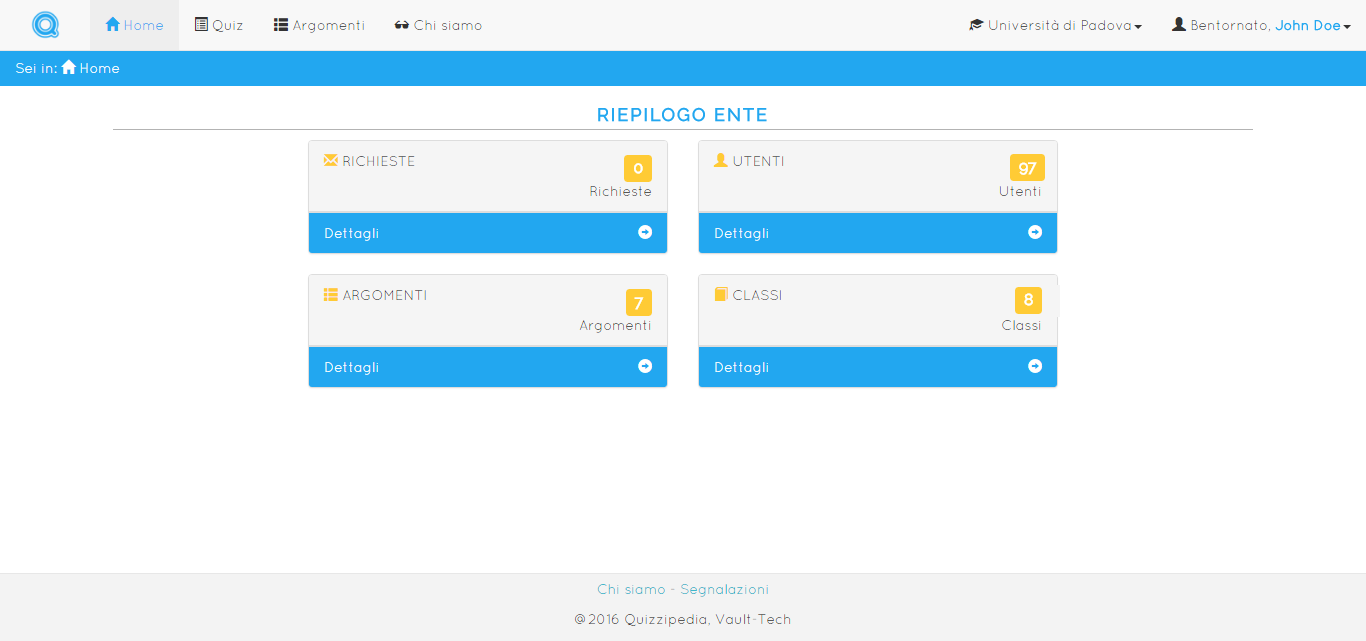 Home Quiz Argomenti Chi siamo Università di Padova Bentornato, John Doe
Sei in: Home
RIEPILOGO ENTE
RICHIESTE
0
Richieste
Dettagli
UTENTI
97
Utenti
Dettagli
ARGOMENTI
7
Argomenti
Dettagli
CLASSI
8
Classi
Dettagli
Chi siamo - Segnalazioni
@2016 Quizzipedia, Vault-Tech